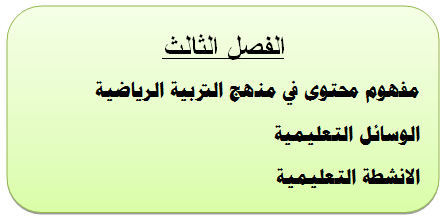 الفصل الثالث
مفهوم محتوى في منهج التربية الرياضية
الوسائل التعليمية
الانشطة التعليمية